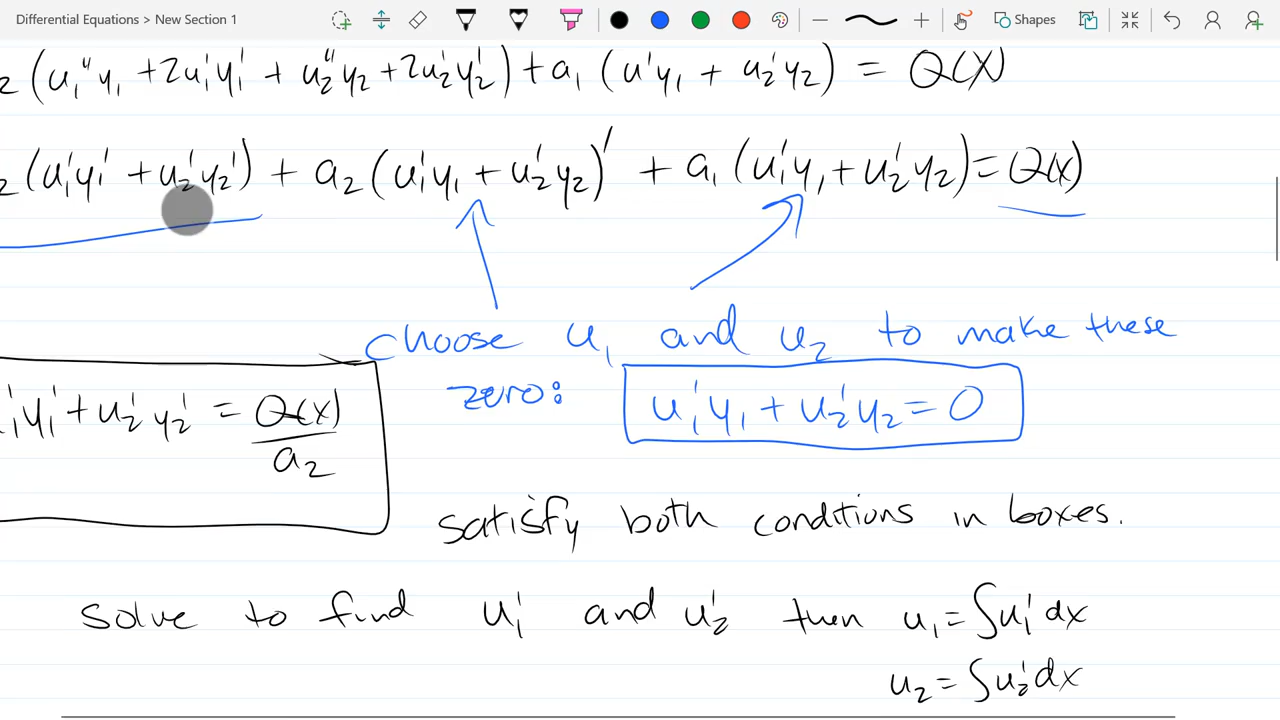 Differential Equations > New Section 1
Shapes
2 (u₁''y₁ + 2u₁'y₁' + u₂''y₂ + 2u₂'y₂') + a₁ (u'y₁ + u₂'y₂) = Q(x)
2 (u₁'y₁' + u₂'y₂') + a₂ (u₁'y₁ + u₂'y₂)' + a₁ (u₁'y₁ + u₂'y₂) = Q(x)
choose u₁ and u₂ to make these
zero: u₁'y₁ + u₂'y₂ = 0
₁'y₁' + u₂'y₂' = Q(x)/a₂
satisfy both conditions in boxes.
solve to find u₁' and u₂' then u₁ = ∫u₁' dx
u₂ = ∫u₂' dx